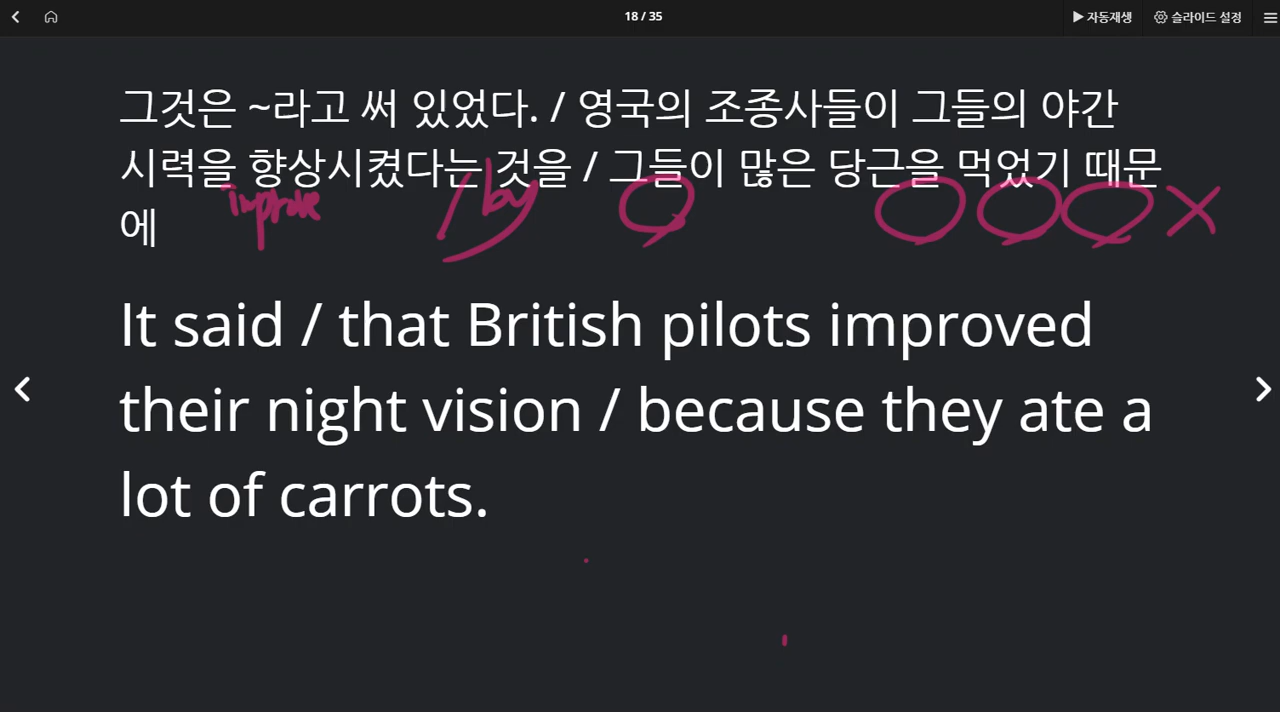 18 / 35
자동재생
슬라이드 설정
그것은 ~라고 써 있었다. / 영국의 조종사들이 그들의 야간
시력을 향상시켰다는 것을 / 그들이 많은 당근을 먹었기 때문
에
improve
/ by
It said / that British pilots improved
their night vision / because they ate a
lot of carrots.